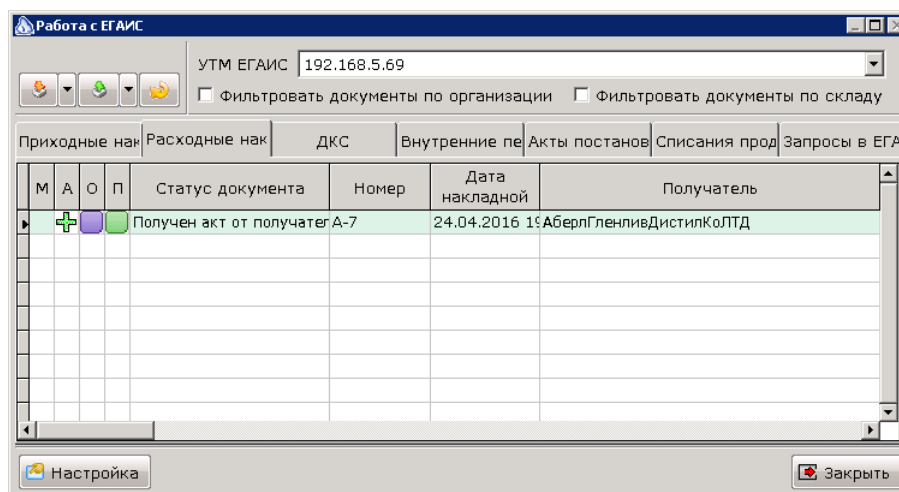 Работа с ЕГАИС
УТМ ЕГАИС 192.168.5.69
Фильтровать документы по организации Фильтровать документы по складу
Приходные нак Расходные нак ДКС Внутренние пе Акты постанов Списания прод Запросы в ЕГА
М А О П Статус документа Номер Дата накладной Получатель
Получен акт от получател А-7 24.04.2016 19 АберлГленливДистилКоЛТД
Настройка Закрыть